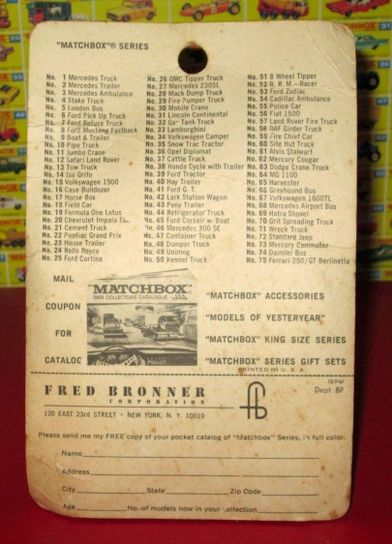 "MATCHBOX"® SERIES
No. 1 Mercedes Truck
No. 2 Mercedes Trailer
No. 3 Mercedes Ambulance
No. 4 Stake Truck
No. 5 London Bus
No. 6 Ford Pick Up Truck
No. 7 Ford Refuse Truck
No. 8 Ford Mustang Fastback
No. 9 Boat & Trailer
No. 10 Pipe Truck
No. 11 Jumbo Crane
No. 12 Safari Land Rover
No. 13 Tow Truck
No. 14 Iso Grifo
No. 15 Volkswagen 1500
No. 16 Case Bulldozer
No. 17 Horse Box
No. 18 Field Car
No. 19 Formula One Lotus
No. 20 Chevrolet Impala
No. 21 Cement Truck
No. 22 Pontiac Grand Prix
No. 23 House Trailer
No. 24 Rolls Royce
No. 25 Ford Cortina
No. 26 GMC Tipper Truck
No. 27 Mercedes 230SL
No. 28 Mack Dump Truck
No. 29 Fire Pumper Truck
No. 30 Mobile Crane
No. 31 Lincoln Continental
No. 32 Gas Tank Truck
No. 33 Lamborghini
No. 34 Volkswagen Camper
No. 35 Snow Trac Tractor
No. 36 Opel Diplomat
No. 37 Cattle Truck
No. 38 Honda Cycle with Trailer
No. 39 Ford Tractor
No. 40 Hay Trailer
No. 41 Ford G. T.
No. 42 Lark Station Wagon
No. 43 Pony Trailer
No. 44 Refrigerator Truck
No. 45 Ford Corsair w/Boat
No. 46 Mercedes 300 SE
No. 47 Container Truck
No. 48 Dumper Truck
No. 49 Unimog
No. 50 Kennel Truck
No. 51 8 Wheel Tipper
No. 52 B. R. M.—Racer
No. 53 Ford Zodiac
No. 54 Cadillac Ambulance
No. 55 Police Car
No. 56 Fiat 1500
No. 57 Land Rover Fire Truck
No. 58 DAF Girder Truck
No. 59 Fire Chief Car
No. 60 Site Hut Truck
No. 61 Alvis Stalwart
No. 62 Mercury Cougar
No. 63 Dodge Crane Truck
No. 64 MG 1100
No. 65 Harvester
No. 66 Greyhound Bus
No. 67 Volkswagen 1600TL
No. 68 Mercedes Airport Bus
No. 69 Hatra Shovel
No. 70 Grit Spreading Truck
No. 71 Wreck Truck
No. 72 Standard Jeep
No. 73 Mercury Commuter
No. 74 Daimler Bus
No. 75 Ferrari 250/GT Berlinetta
MAIL
COUPON
FOR
CATALOG
MATCHBOX
1969 COLLECTORS CATALOGUE
"MATCHBOX" ACCESSORIES
"MODELS OF YESTERYEAR"
"MATCHBOX" KING SIZE SERIES
"MATCHBOX" SERIES GIFT SETS
PRINTED IN U.S.A
FRED BRONNER
CORPORATION
120 EAST 23rd STREET • NEW YORK, N. Y. 10010
169W
Dept. BP
Please send me my FREE copy of your pocket catalog of "Matchbox" Series, in full color.
Name
Address
City State Zip Code
Age No. of models now in your collection